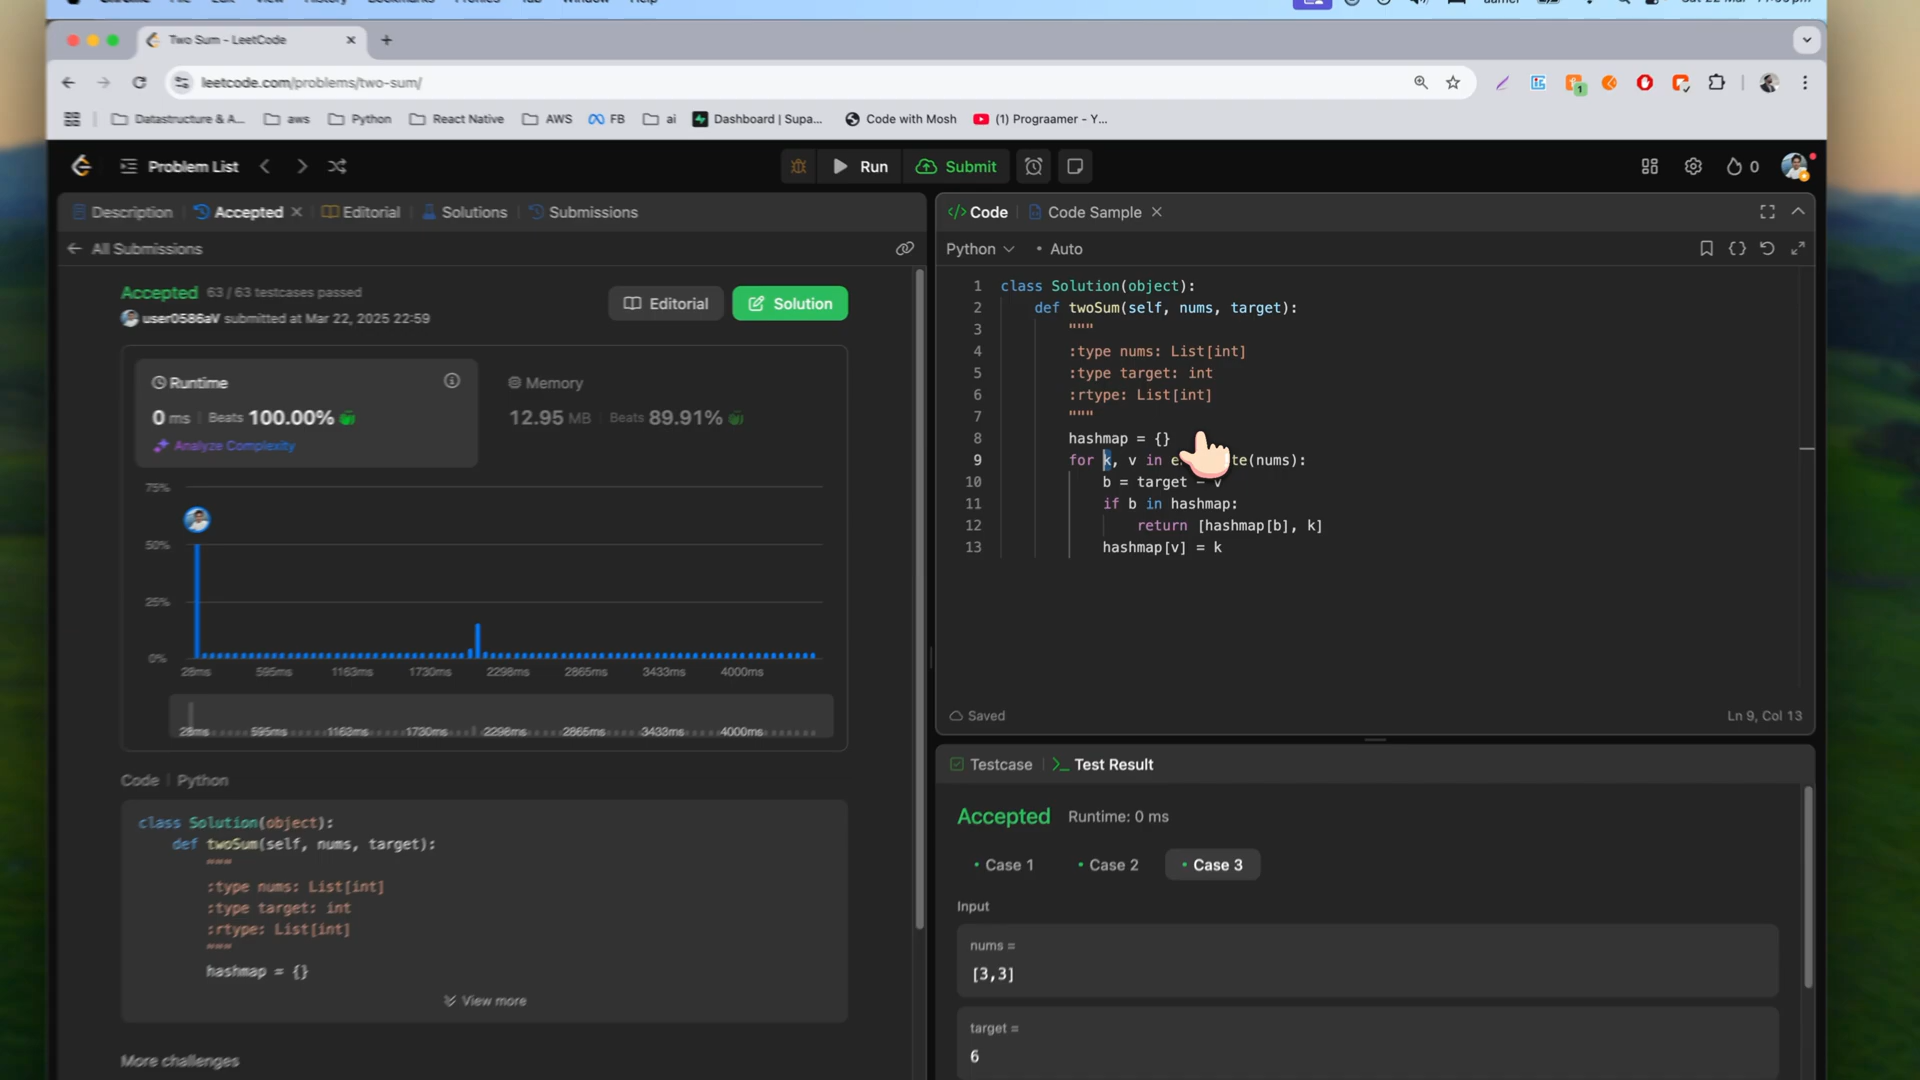 Two Sum - LeetCode
leetcode.com/problems/two-sum/
1
Datastructure & A...
aws
Python
React Native
AWS
FB
ai
Dashboard | Supa...
Code with Mosh
(1) Prograamer - Y...
Problem List
Run
Submit
0
Description
Accepted
Editorial
Solutions
Submissions
All Submissions
Accepted 63 / 63 testcases passed
user0586aV submitted at Mar 22, 2025 22:59
Editorial
Solution
Runtime
0 ms | Beats 100.00%
Analyze Complexity
Memory
12.95 MB | Beats 89.91%
75%
50%
25%
0%
28ms 595ms 1163ms 1730ms 2298ms 2865ms 3433ms 4000ms
28ms 595ms 1163ms 1730ms 2298ms 2865ms 3433ms 4000ms
Code | Python
class Solution(object):
def twoSum(self, nums, target):
"""
:type nums: List[int]
:type target: int
:rtype: List[int]
"""
hashmap = {}
View more
More challenges
</> Code
Code Sample
Python
Auto
1 class Solution(object):
2 def twoSum(self, nums, target):
3 """
4 :type nums: List[int]
5 :type target: int
6 :rtype: List[int]
7 """
8 hashmap = {}
9 for k, v in e te(nums):
10 b = target - v
11 if b in hashmap:
12 return [hashmap[b], k]
13 hashmap[v] = k
Saved
Ln 9, Col 13
Testcase
Test Result
Accepted Runtime: 0 ms
• Case 1
• Case 2
• Case 3
Input
nums =
[3,3]
target =
6